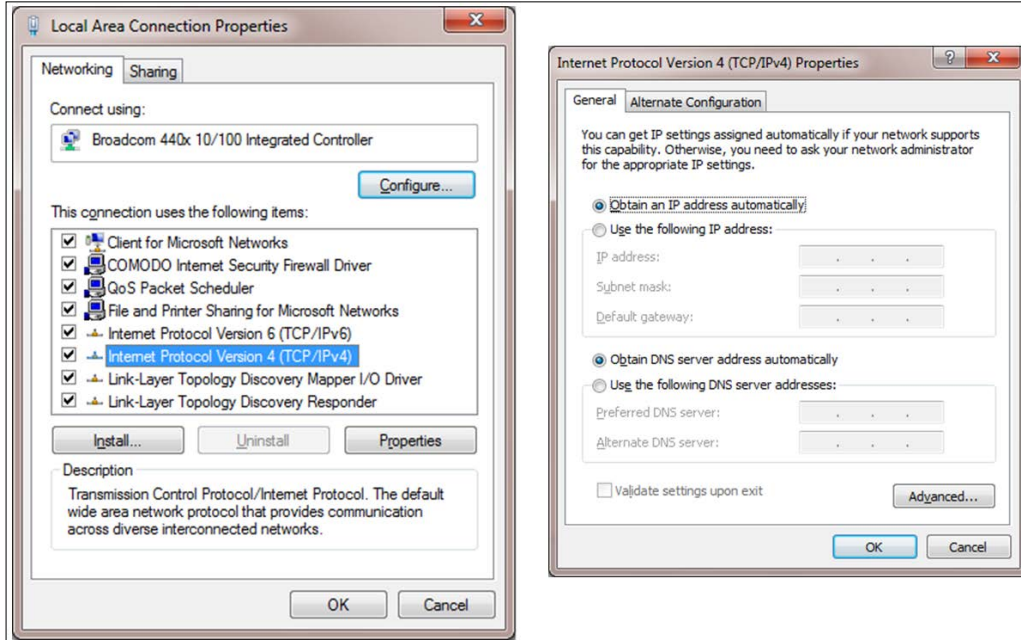 Local Area Connection Properties
Networking
Sharing
Connect using:
Broadcom 440x 10/100 Integrated Controller
Configure...
This connection uses the following items:
Client for Microsoft Networks
COMODO Internet Security Firewall Driver
QoS Packet Scheduler
File and Printer Sharing for Microsoft Networks
Internet Protocol Version 6 (TCP/IPv6)
Internet Protocol Version 4 (TCP/IPv4)
Link-Layer Topology Discovery Mapper I/O Driver
Link-Layer Topology Discovery Responder
Install...
Uninstall
Properties
Description
Transmission Control Protocol/Internet Protocol. The default
wide area network protocol that provides communication
across diverse interconnected networks.
OK
Cancel
Internet Protocol Version 4 (TCP/IPv4) Properties
General
Alternate Configuration
You can get IP settings assigned automatically if your network supports
this capability. Otherwise, you need to ask your network administrator
for the appropriate IP settings.
Obtain an IP address automatically
Use the following IP address:
IP address:
Subnet mask:
Default gateway:
Obtain DNS server address automatically
Use the following DNS server addresses:
Preferred DNS server:
Alternate DNS server:
Validate settings upon exit
Advanced...
OK
Cancel